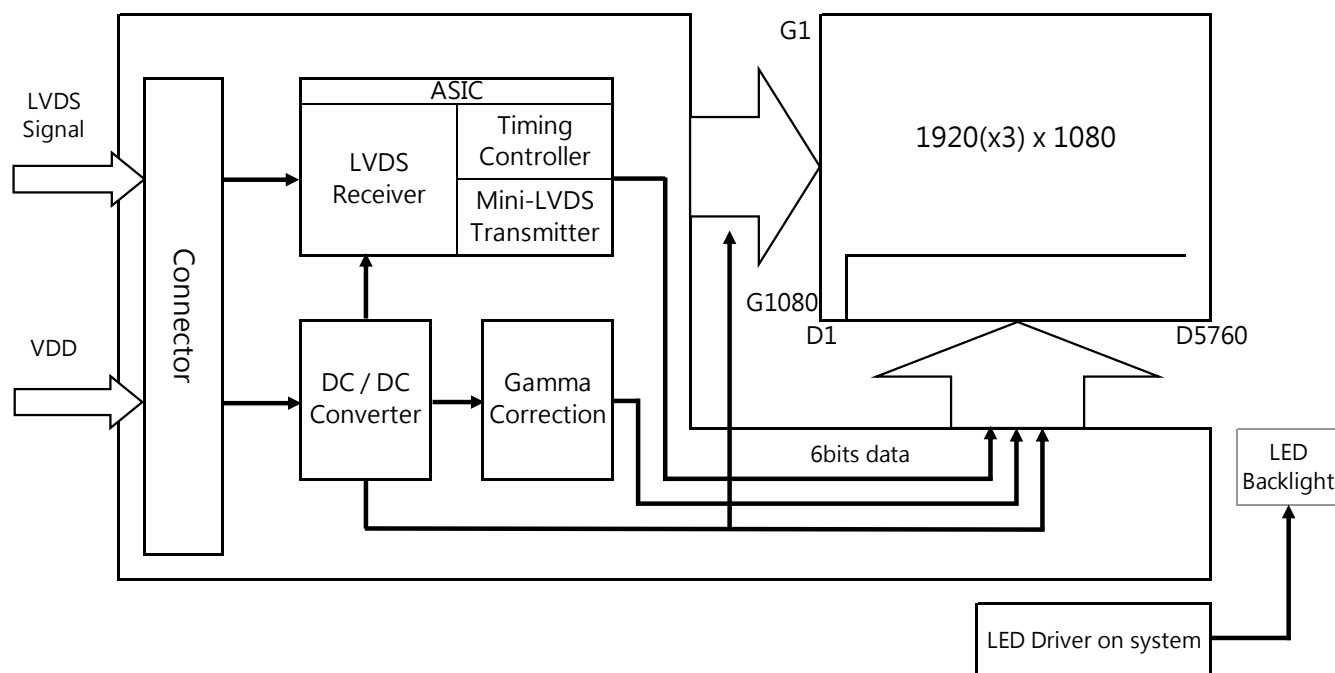 G1
ASIC
LVDS
Signal
Timing
Controller
1920(x3) x 1080
LVDS
Receiver
Mini-LVDS
Transmitter
Connector
G1080
D1
D5760
VDD
DC / DC
Converter
Gamma
Correction
6bits data
LED
Backlight
LED Driver on system